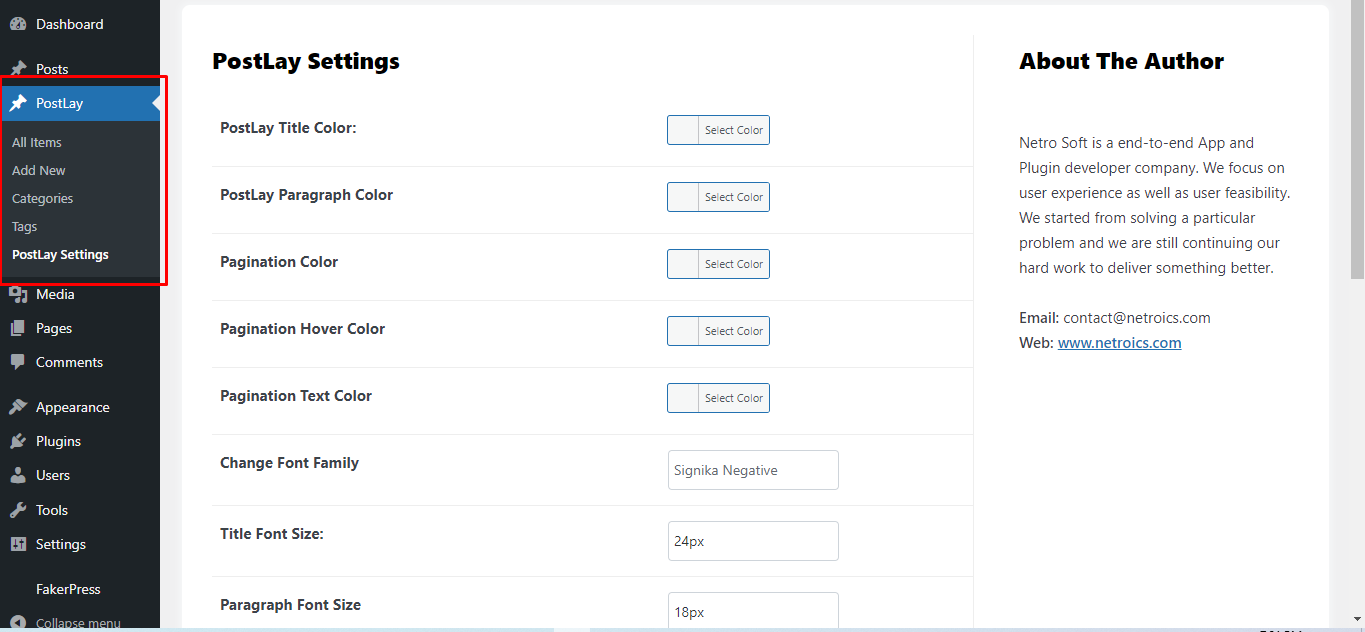 Dashboard
Posts
PostLay
All Items
Add New
Categories
Tags
PostLay Settings
Media
Pages
Comments
Appearance
Plugins
Users
Tools
Settings
FakerPress
Collapse menu
PostLay Settings
PostLay Title Color:
Select Color
PostLay Paragraph Color
Select Color
Pagination Color
Select Color
Pagination Hover Color
Select Color
Pagination Text Color
Select Color
Change Font Family
Signika Negative
Title Font Size:
24px
Paragraph Font Size
18px
About The Author
Netro Soft is a end-to-end App and
Plugin developer company. We focus on
user experience as well as user feasibility.
We started from solving a particular
problem and we are still continuing our
hard work to deliver something better.
Email: contact@netroics.com
Web: www.netroics.com